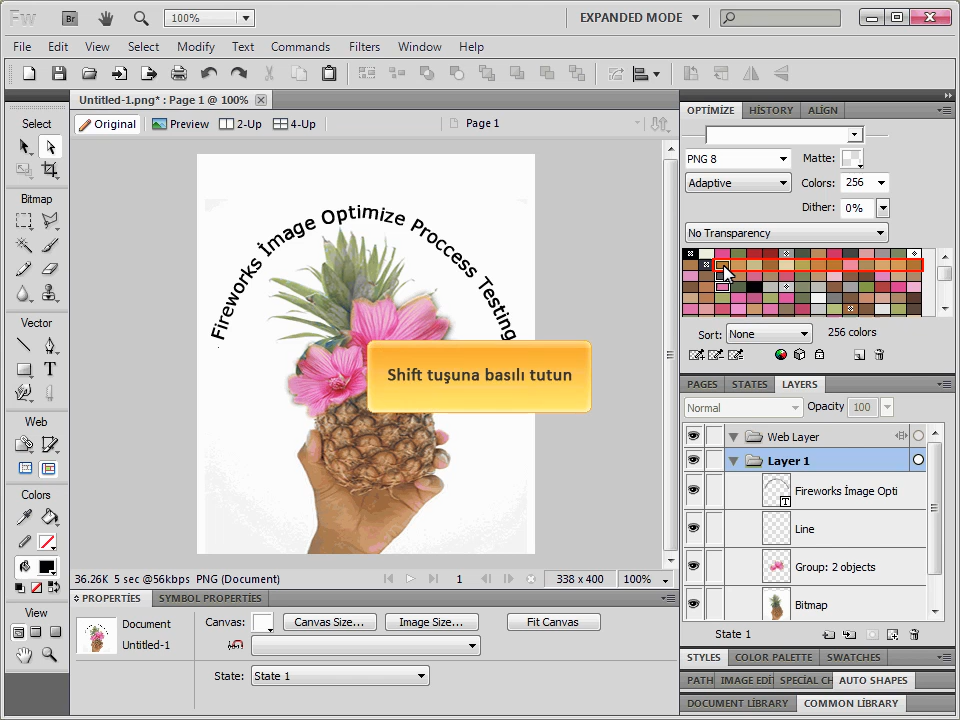 Fw
Br
100%
EXPANDED MODE
File Edit View Select Modify Text Commands Filters Window Help
Untitled-1.png* : Page 1 @ 100%
Original Preview 2-Up 4-Up Page 1
Select
Bitmap
Vector
T
Web
Colors
View
Fireworks İmage Optimize Proccess Testing
Shift tuşuna basılı tutun
36.26K 5 sec @56kbps PNG (Document) 1 338 x 400 100%
PROPERTIES SYMBOL PROPERTIES
Document
Untitled-1
Canvas: Canvas Size... Image Size... Fit Canvas
State: State 1
OPTIMIZE HISTORY ALIGN
PNG 8 Matte:
Adaptive Colors: 256
Dither: 0%
No Transparency
Sort: None 256 colors
PAGES STATES LAYERS
Normal Opacity 100
Web Layer
Layer 1
T
Fireworks İmage Opti
Line
Group: 2 objects
Bitmap
State 1
STYLES COLOR PALETTE SWATCHES
PATH IMAGE EDI SPECİAL CH AUTO SHAPES
DOCUMENT LİBRARY COMMON LİBRARY